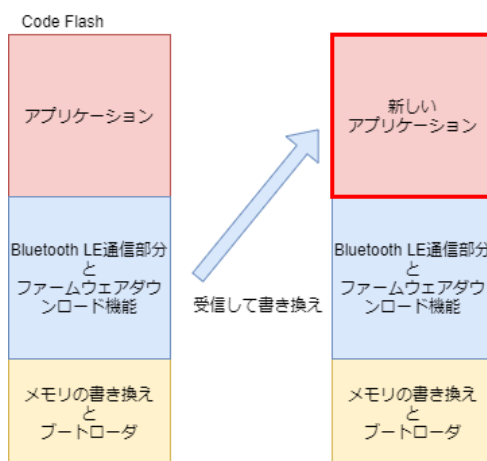 Code Flash
アプリケーション
Bluetooth LE通信部分
と
ファームウェアダウ
ンロード機能
メモリの書き換え
と
ブートローダ
受信して書き換え
新しい
アプリケーション
Bluetooth LE通信部分
と
ファームウェアダウ
ンロード機能
メモリの書き換え
と
ブートローダ